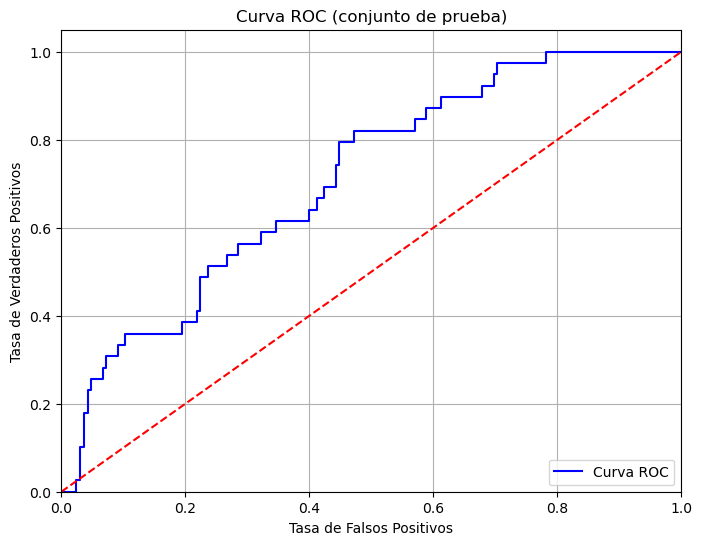 Curva ROC (conjunto de prueba)
Tasa de Verdaderos Positivos
1.0
0.8
0.6
0.4
0.2
0.0
Curva ROC
0.0 0.2 0.4 0.6 0.8 1.0
Tasa de Falsos Positivos